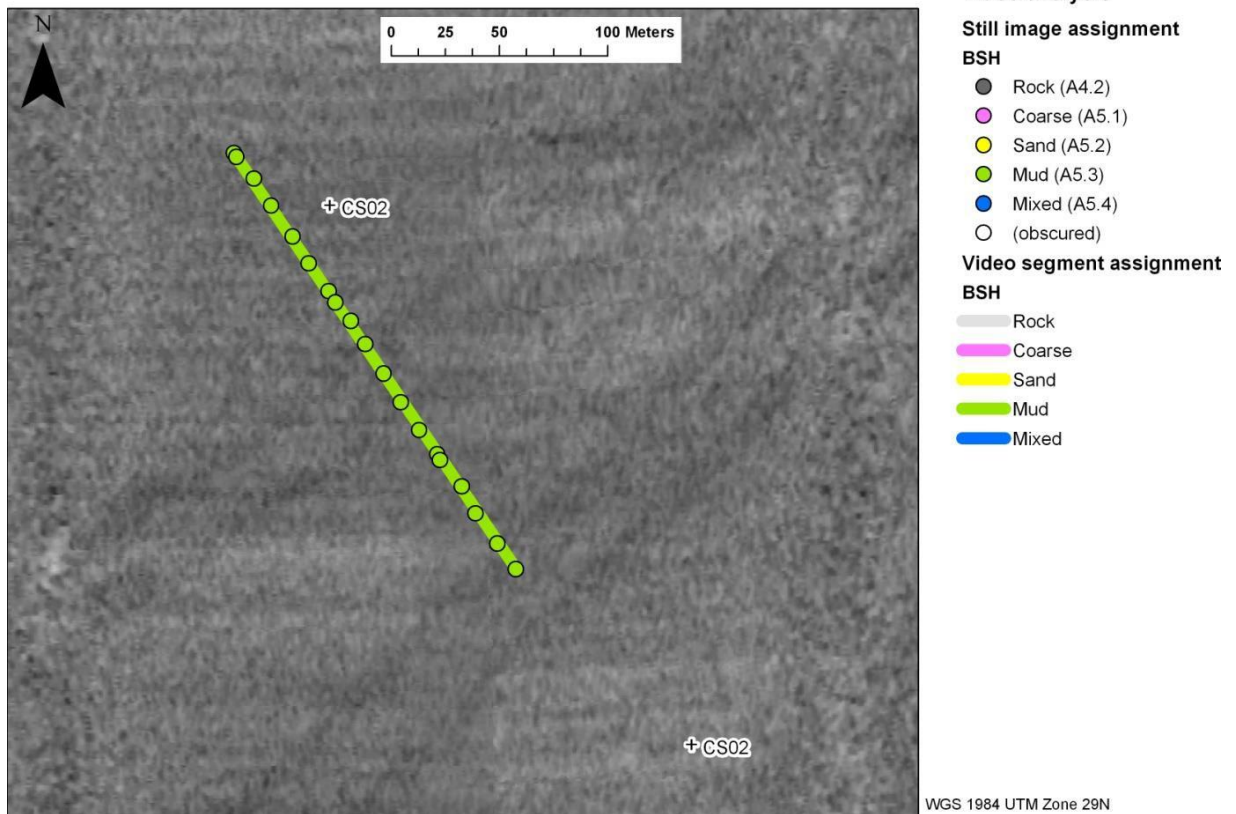 N
0 25 50 100 Meters
CS02
CS02
Still image assignment
BSH
Rock (A4.2)
Coarse (A5.1)
Sand (A5.2)
Mud (A5.3)
Mixed (A5.4)
(obscured)
Video segment assignment
BSH
Rock
Coarse
Sand
Mud
Mixed
WGS 1984 UTM Zone 29N